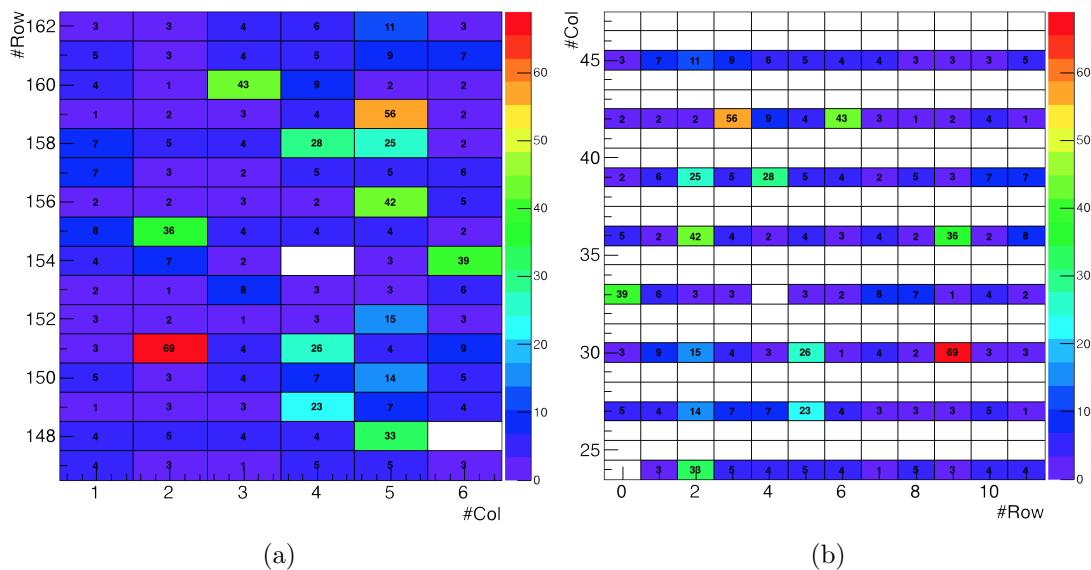 #Row
162 3 3 4 6 11 3
5 3 4 5 9 7
160 4 1 43 9 2 2
1 2 3 4 56 2
158 7 5 4 28 25 2
7 3 2 5 5 6
156 2 2 3 2 42 5
8 36 4 4 4 2
154 4 7 2 3 39
2 1 8 3 3 6
152 3 2 1 3 15 3
3 69 4 26 4 9
150 5 3 4 7 14 5
1 3 3 23 7 4
148 4 5 4 4 33
4 3 1 5 5 3
1 2 3 4 5 6
#Col
60
50
40
30
20
10
0
(a)
#Col
45 3 7 11 9 6 5 4 4 3 3 3 5
2 2 2 56 9 4 43 3 1 2 4 1
40
2 6 25 3 28 5 4 2 5 3 7 7
5 2 42 4 2 4 3 4 2 36 2 8
35
39 6 3 3 3 2 8 7 1 4 2
30 3 9 15 4 3 26 1 4 2 69 3 3
5 4 14 7 7 23 4 3 3 3 5 1
25
3 33 5 4 5 4 1 5 3 4 4
0 2 4 6 8 10
#Row
60
50
40
30
20
10
0
(b)